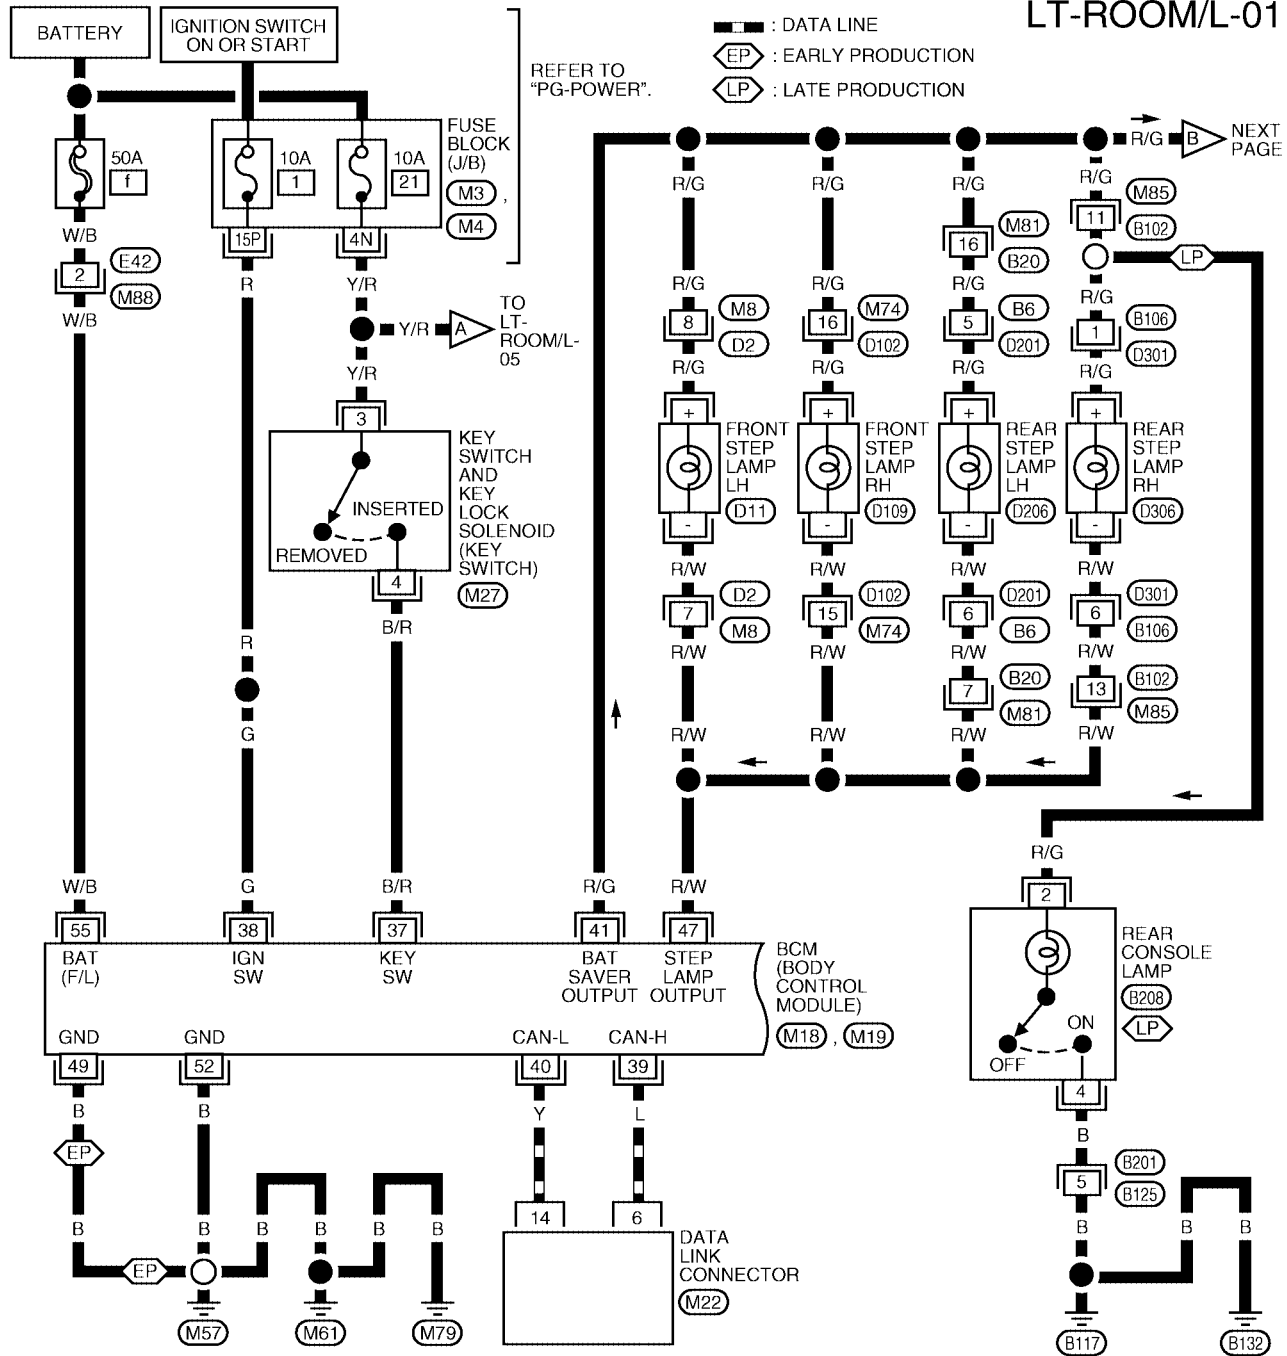 LT-ROOM/L-01
BATTERY
IGNITION SWITCH
ON OR START
REFER TO
"PG-POWER".
: DATA LINE
EP : EARLY PRODUCTION
LP : LATE PRODUCTION
50A
f
10A
1
10A
21
FUSE
BLOCK
(J/B)
M3 ,
M4
15P
4N
W/B
2
E42
M88
W/B
R
Y/R
Y/R
A
TO
LT-
ROOM/L-
05
Y/R
3
KEY
SWITCH
AND
KEY
LOCK
SOLENOID
(KEY
SWITCH)
M27
INSERTED
REMOVED
4
B/R
R
G
R/G
B
NEXT
PAGE
R/G
R/G
R/G
R/G
M81
16
B20
M85
11
B102
LP
R/G
R/G
R/G
R/G
8
M8
D2
16
M74
D102
5
B6
D201
1
B106
D301
R/G
R/G
R/G
R/G
+
+
+
+
FRONT
STEP
LAMP
LH
D11
FRONT
STEP
LAMP
RH
D109
REAR
STEP
LAMP
LH
D206
REAR
STEP
LAMP
RH
D306
-
-
-
-
R/W
R/W
R/W
R/W
7
D2
M8
15
D102
M74
6
D201
B6
6
D301
B106
R/W
R/W
R/W
R/W
7
B20
M81
13
B102
M85
R/W
R/W
R/W
R/W
W/B
G
B/R
R/G
R/W
55
38
37
41
47
BAT
(F/L)
IGN
SW
KEY
SW
BAT
SAVER
OUTPUT
STEP
LAMP
OUTPUT
BCM
(BODY
CONTROL
MODULE)
M18 , M19
GND
GND
CAN-L
CAN-H
49
52
40
39
B
B
Y
L
EP
B
B
B
B
B
B
EP
M57
M61
M79
14
6
DATA
LINK
CONNECTOR
M22
R/G
2
REAR
CONSOLE
LAMP
B208
LP
ON
OFF
4
B
5
B201
B125
B
B
B
B117
B132